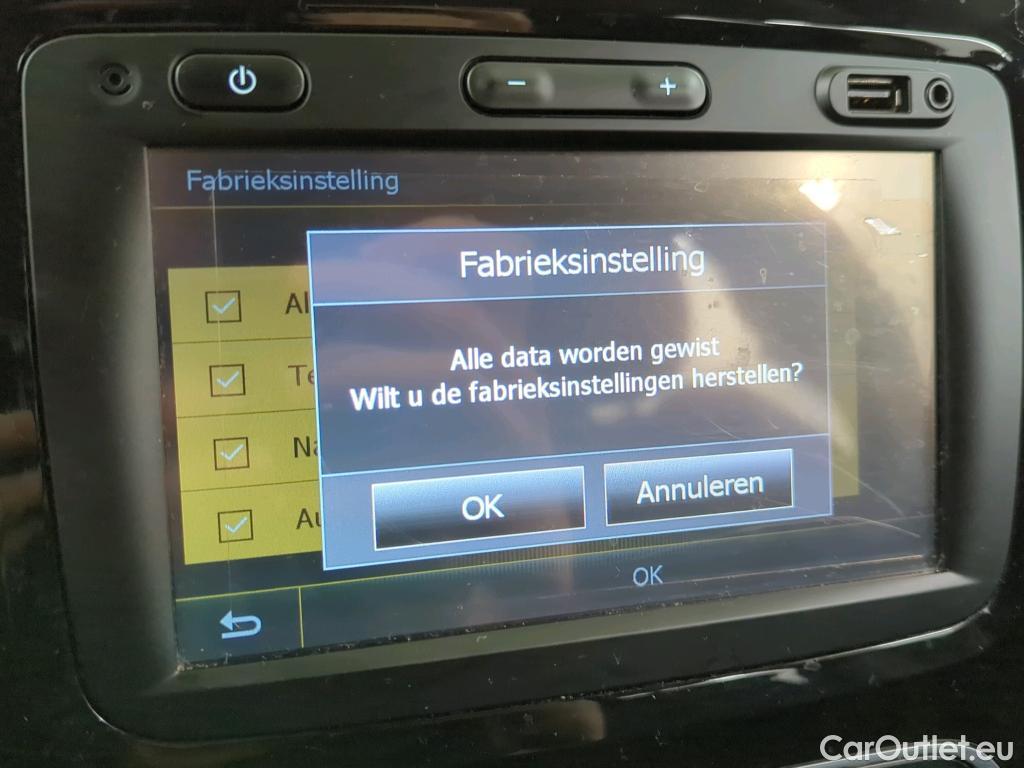 Fabrieksinstelling
Fabrieksinstelling
Alle data worden gewist
Wilt u de fabrieksinstellingen herstellen?
OK
Annuleren
OK
CarOutlet.eu